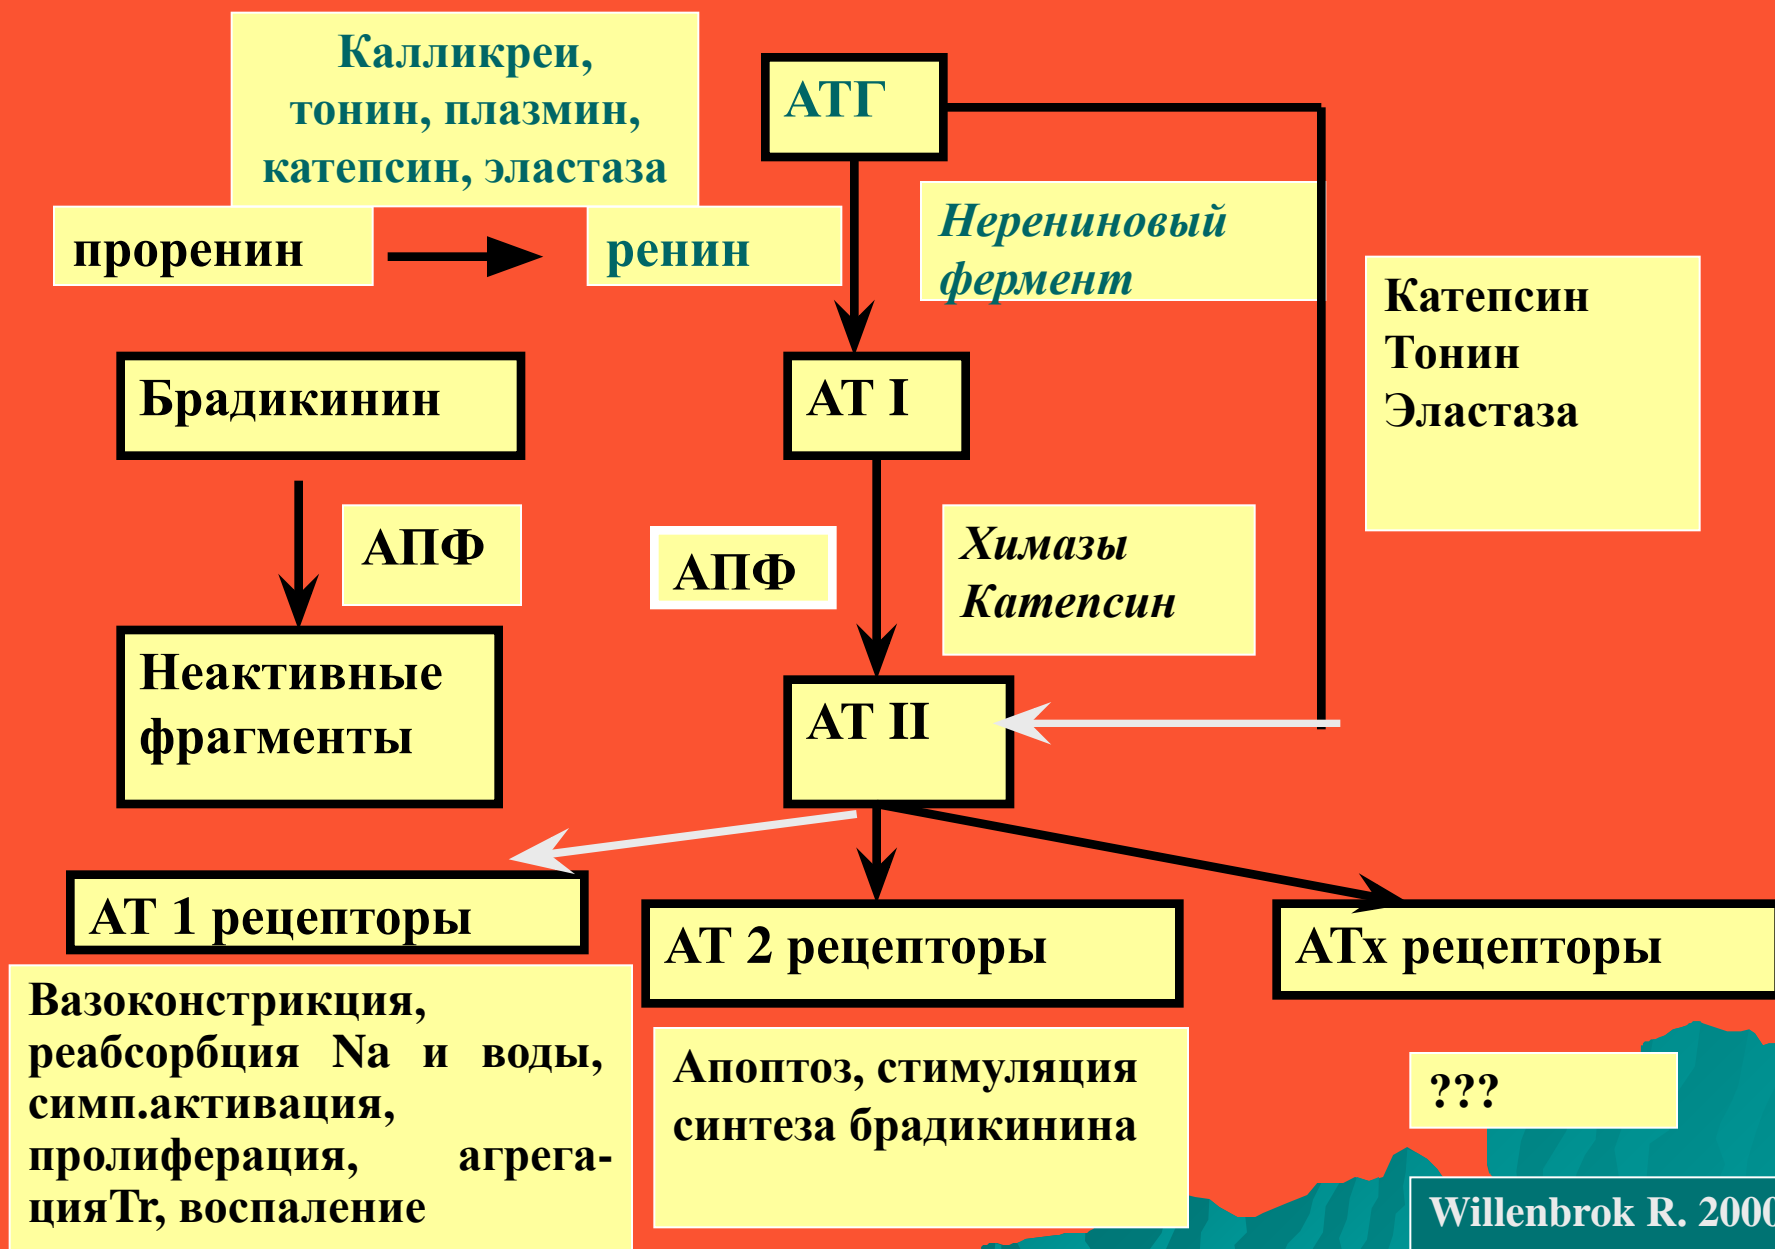 Калликреи,
тонин, плазмин,
катепсин, эластаза
АТГ
проренин
ренин
Нерениновый
фермент
Катепсин
Тонин
Эластаза
Брадикинин
АТ I
АПФ
АПФ
Химазы
Катепсин
Неактивные
фрагменты
АТ II
АТ 1 рецепторы
АТ 2 рецепторы
АТх рецепторы
Вазоконстрикция,
реабсорбция Na и воды,
симп.активация,
пролиферация, агрега-
цияTr, воспаление
Апоптоз, стимуляция
синтеза брадикинина
???
Willenbrok R. 2000